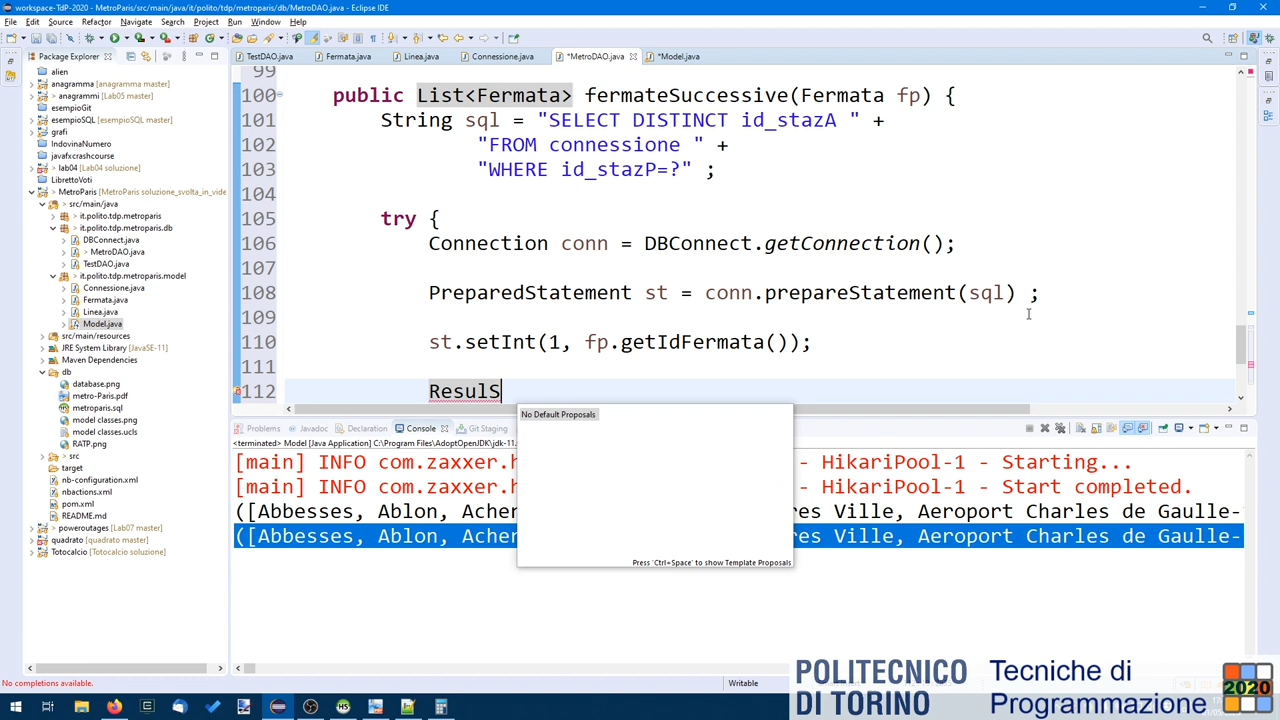 workspace-TdP-2020 - MetroParis/src/main/java/it/polito/tdp/metroparis/db/MetroDAO.java - Eclipse IDE
File Edit Source Refactor Navigate Search Project Run Window Help
Package Explorer
TestDAO.java Fermata.java Linea.java Connessione.java *MetroDAO.java *Model.java
alien
anagramma [anagramma master]
anagrammi [Lab05 master]
esempioGit
esempioSQL [esempioSQL master]
grafi
IndovinaNumero
javafxcrashcourse
> lab04 [Lab04 soluzione]
LibrettoVoti
> MetroParis [MetroParis soluzione_svolta_in_vide
> src/main/java
> it.polito.tdp.metroparis
> it.polito.tdp.metroparis.db
DBConnect.java
> MetroDAO.java
TestDAO.java
> it.polito.tdp.metroparis.model
Connessione.java
Fermata.java
Linea.java
Model.java
src/main/resources
JRE System Library [JavaSE-11]
Maven Dependencies
db
database.png
metro-Paris.pdf
metroparis.sql
model classes.png
model classes.ucls
RATP.png
src
target
nb-configuration.xml
nbactions.xml
pom.xml
README.md
poweroutages [Lab07 master]
quadrato [quadrato master]
Totocalcio [Totocalcio soluzione]
99
100 public List<Fermata> fermateSuccessive(Fermata fp) {
101 String sql = "SELECT DISTINCT id_stazA " +
102 "FROM connessione " +
103 "WHERE id_stazP=?" ;
104
105 try {
106 Connection conn = DBConnect.getConnection();
107
108 PreparedStatement st = conn.prepareStatement(sql) ;
109
110 st.setInt(1, fp.getIdFermata());
111
112 ResulS
No Default Proposals
Press 'Ctrl+Space' to show Template Proposals
Problems Javadoc Declaration Console Git Staging
<terminated> Model [Java Application] C:\Program Files\AdoptOpenJDK\jdk-11.
[main] INFO com.zaxxer.h - HikariPool-1 - Starting...
[main] INFO com.zaxxer.h - HikariPool-1 - Start completed.
([Abbesses, Ablon, Acher res Ville, Aeroport Charles de Gaulle-
([Abbesses, Ablon, Acher res Ville, Aeroport Charles de Gaulle-
No completions available.
Writable
POLITECNICO
DI TORINO
Tecniche di
Programmazione
2020